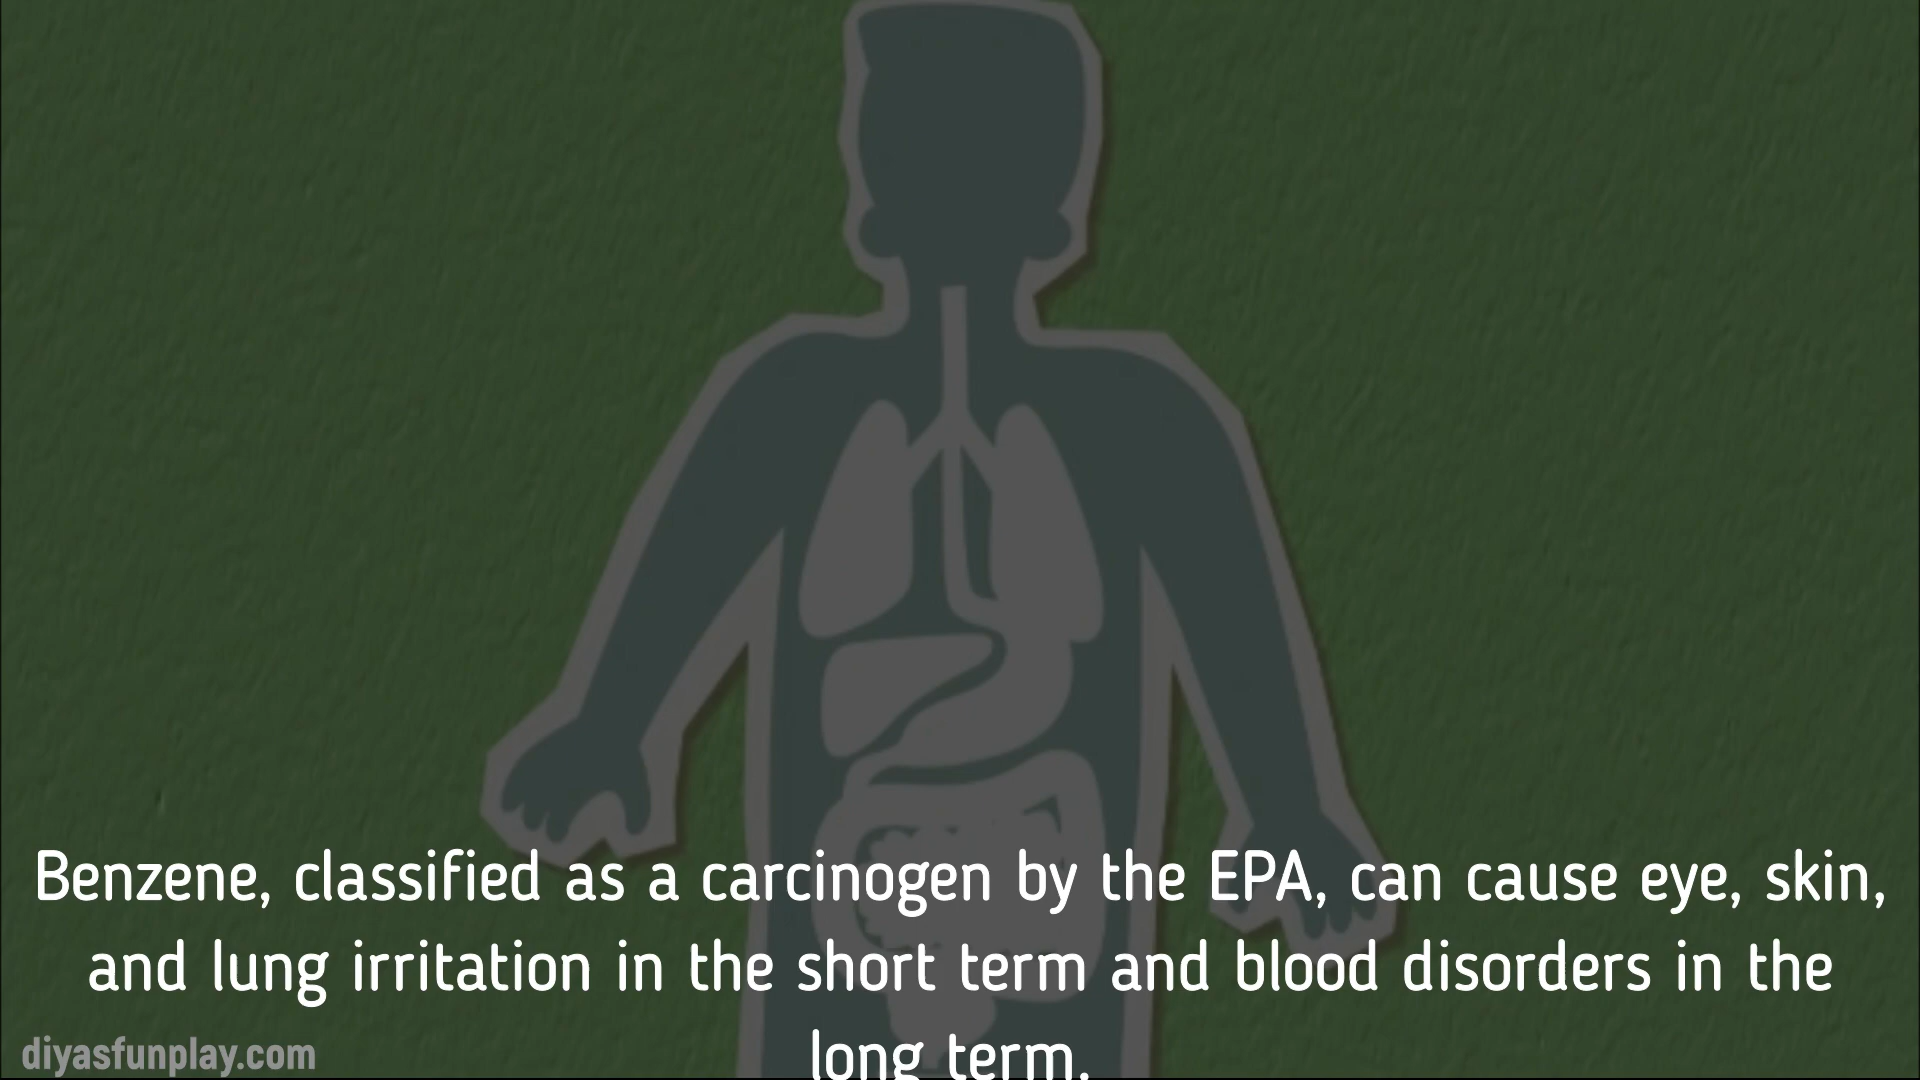 Benzene, classified as a carcinogen by the EPA, can cause eye, skin,
and lung irritation in the short term and blood disorders in the
long term.
diyasfunplay.com